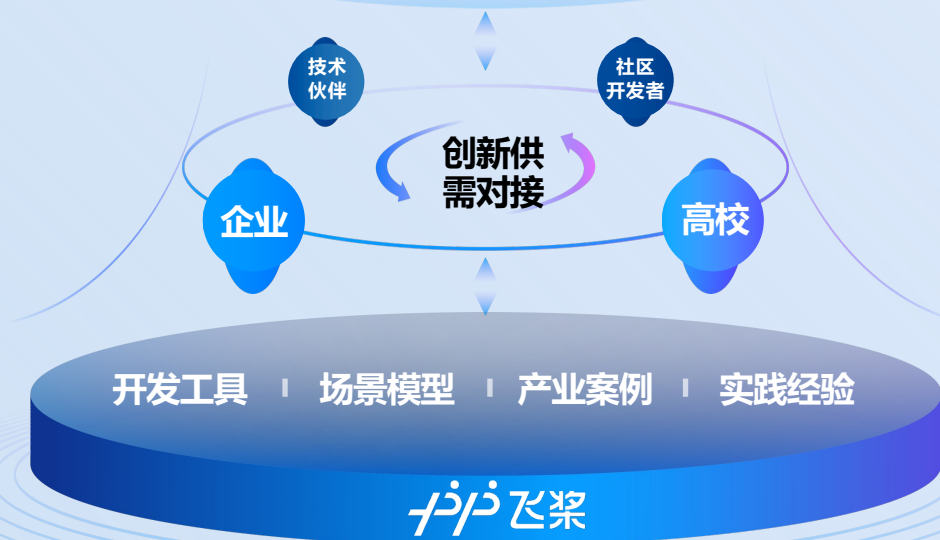 技术
伙伴
社区
开发者
创新供
需对接
企业
高校
开发工具
场景模型
产业案例
实践经验
飞桨